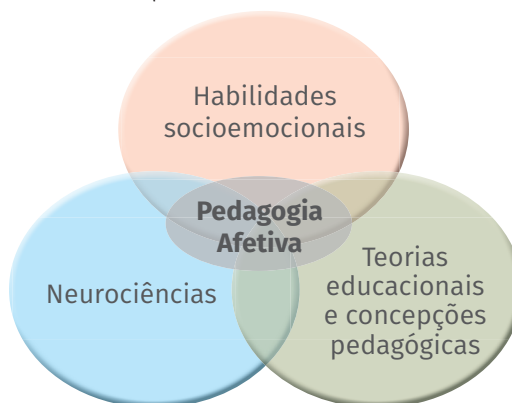 Habilidades
socioemocionais
Pedagogia
Afetiva
Neurociências
Teorias
educacionais
e concepções
pedagógicas